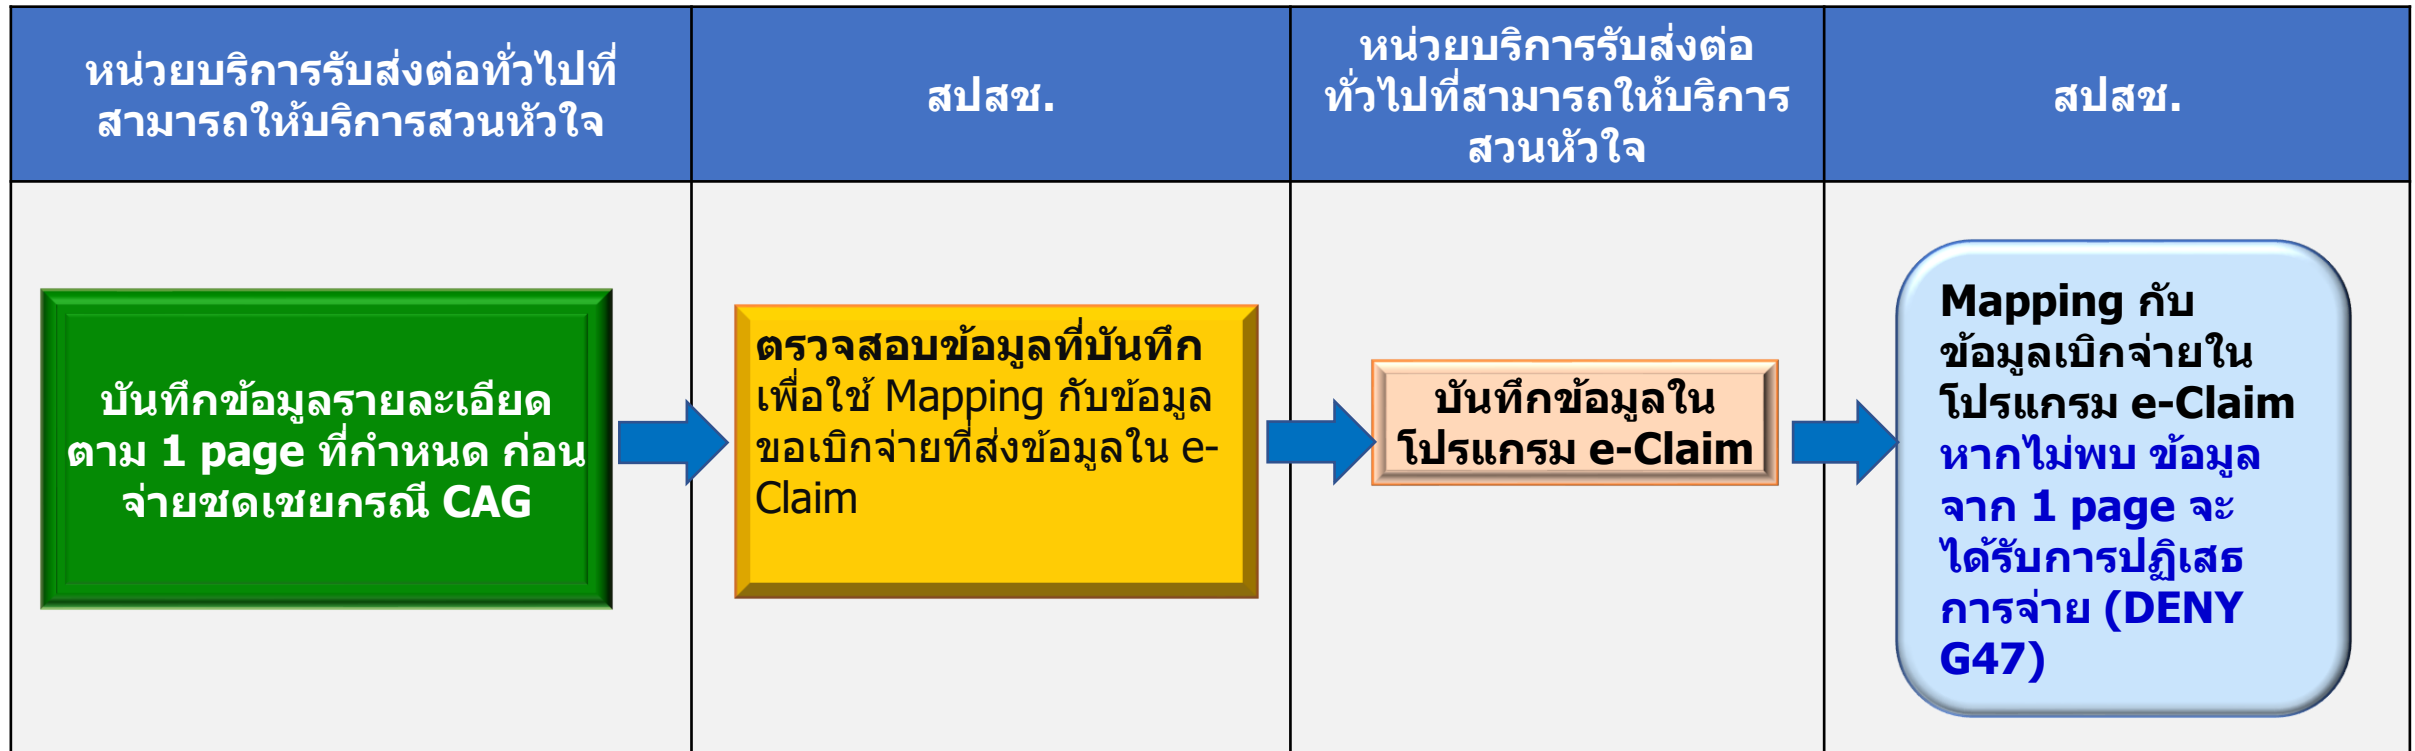 หน่วยบริการรับส่งต่อทั่วไปที่
สามารถให้บริการสวนหัวใจ
สปสช.
หน่วยบริการรับส่งต่อ
ทั่วไปที่สามารถให้บริการ
สวนหัวใจ
สปสช.
บันทึกข้อมูลรายละเอียด
ตาม 1 page ที่กำหนด ก่อน
จ่ายชดเชยกรณี CAG
ตรวจสอบข้อมูลที่บันทึก
เพื่อใช้ Mapping กับข้อมูล
ขอเบิกจ่ายที่ส่งข้อมูลใน e-
Claim
บันทึกข้อมูลใน
โปรแกรม e-Claim
Mapping กับ
ข้อมูลเบิกจ่ายใน
โปรแกรม e-Claim
หากไม่พบ ข้อมูล
จาก 1 page จะ
ได้รับการปฏิเสธ
การจ่าย (DENY
G47)